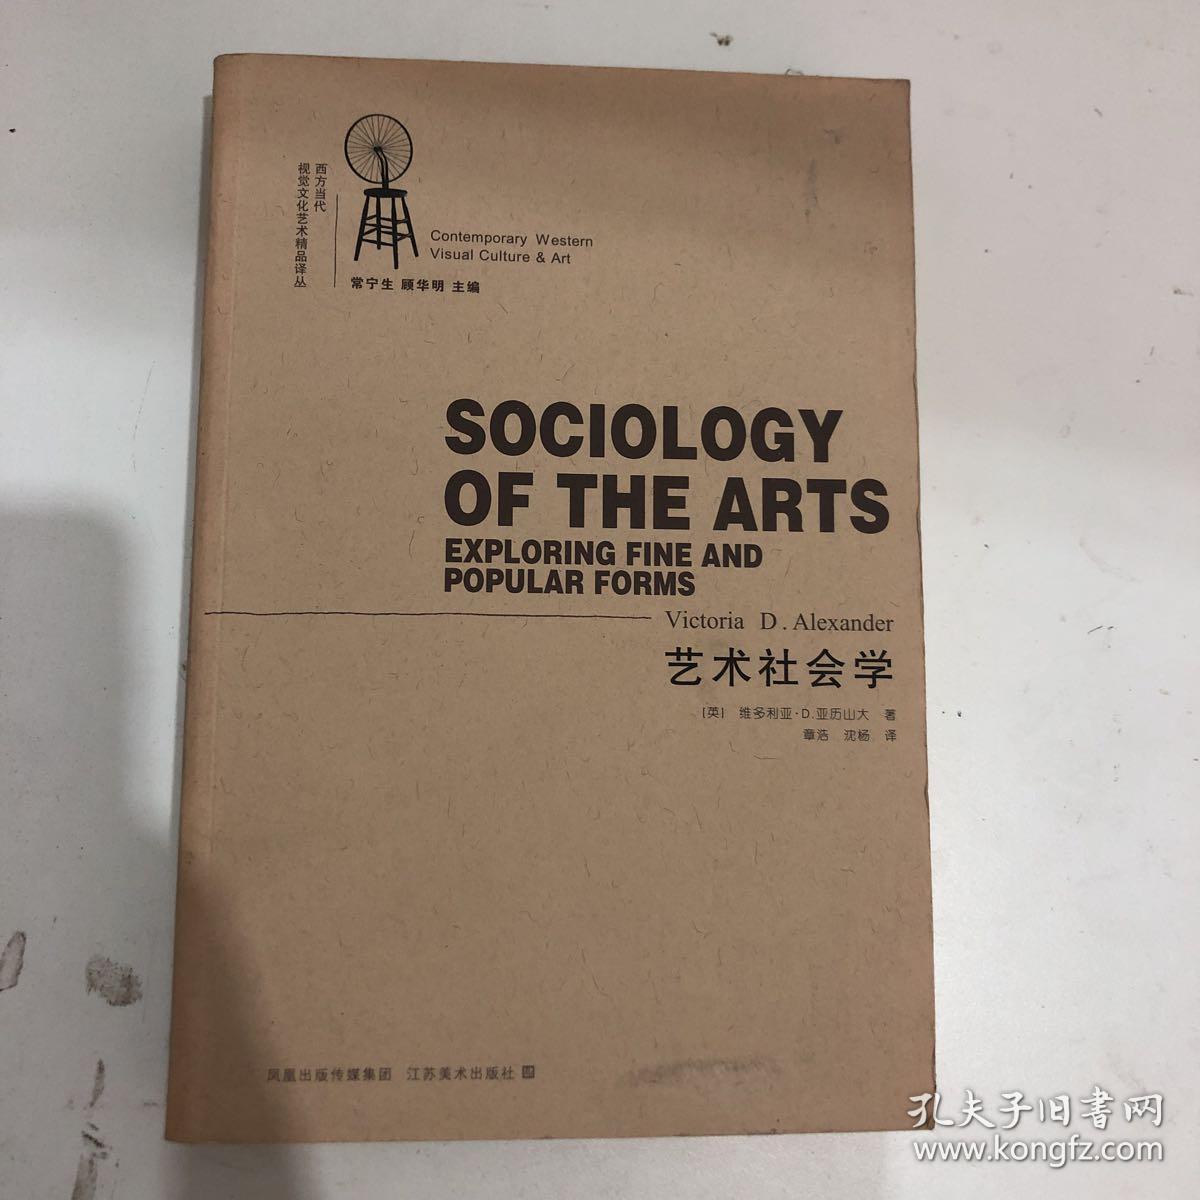 西方当代
视觉文化艺术精品译丛
Contemporary Western
Visual Culture & Art
常宁生 顾华明 主编
SOCIOLOGY
OF THE ARTS
EXPLORING FINE AND
POPULAR FORMS
Victoria D. Alexander
艺术社会学
[英] 维多利亚·D.亚历山大 著
章浩 沈杨 译
凤凰出版传媒集团 江苏美术出版社
孔夫子旧書网
www.kongfz.com